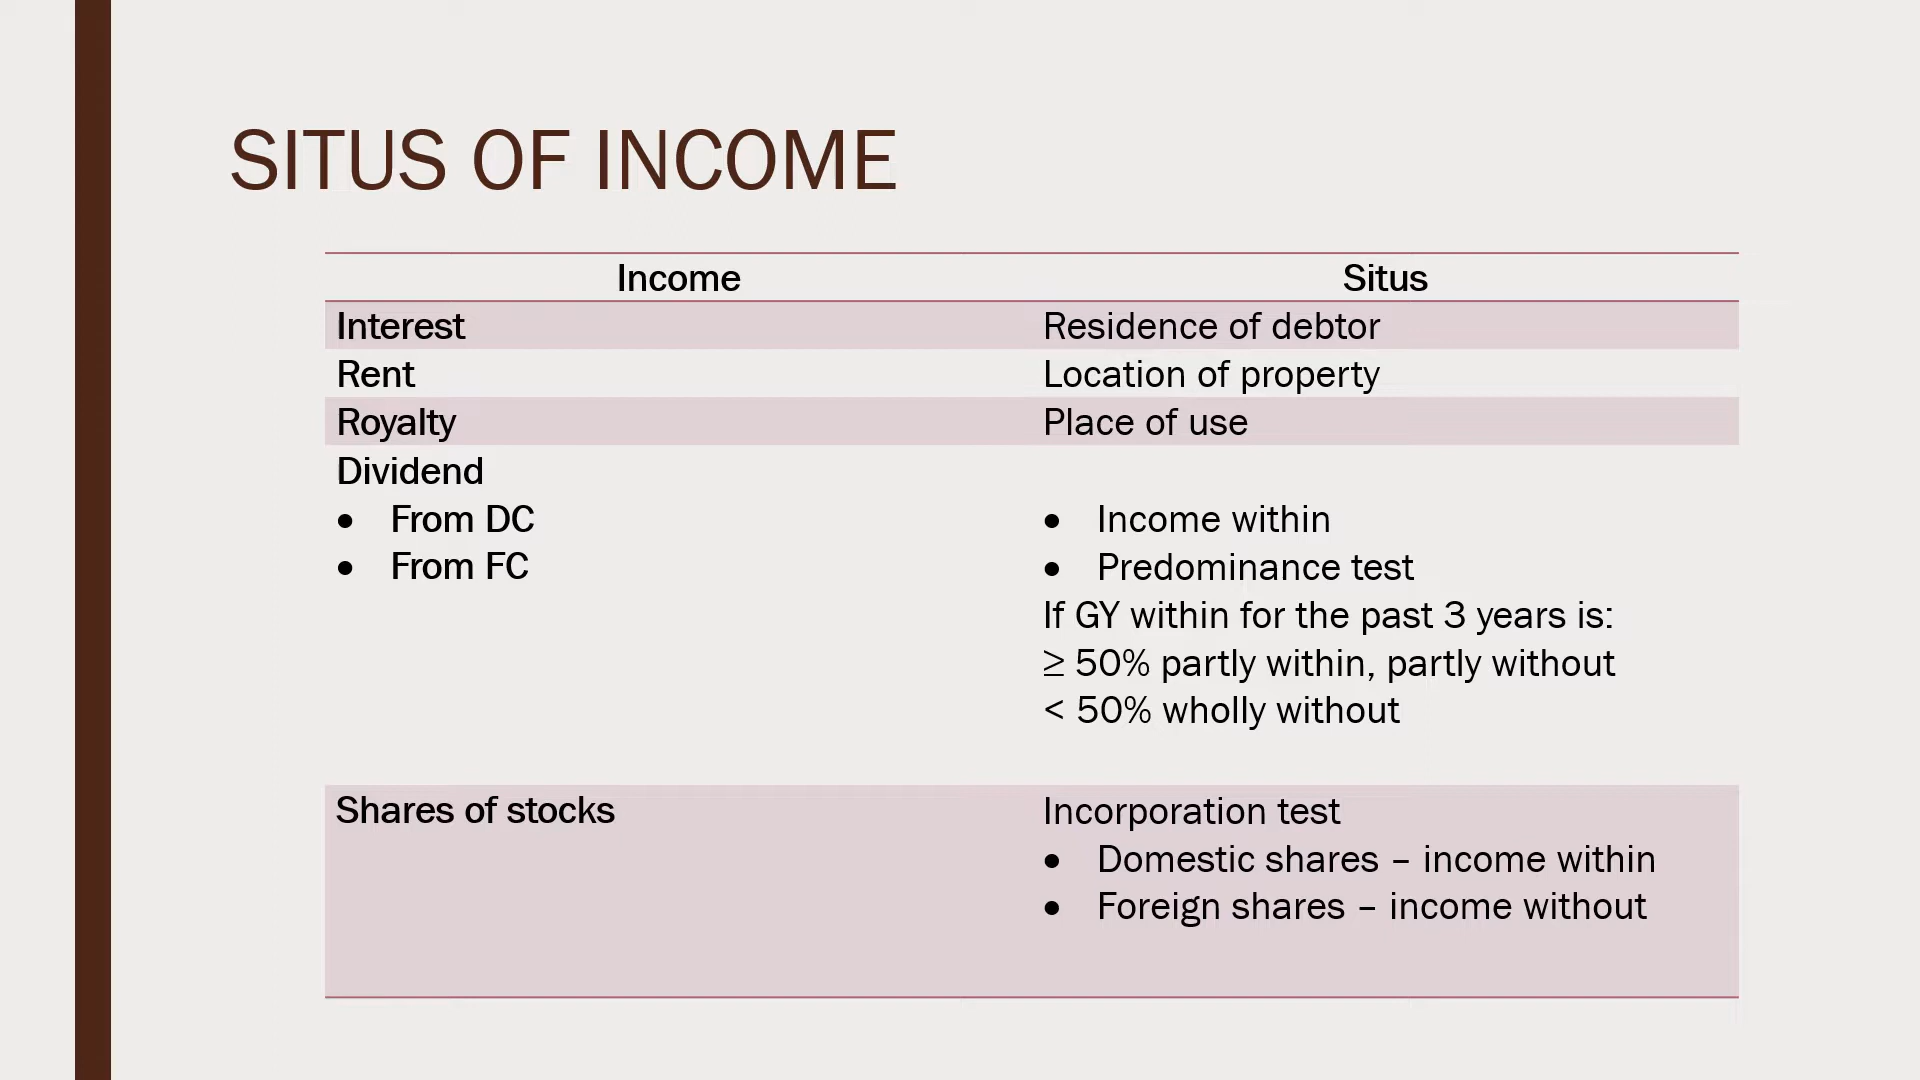 SITUS OF INCOME
Income Situs
Interest Residence of debtor
Rent Location of property
Royalty Place of use
Dividend
• From DC • Income within
• From FC • Predominance test
If GY within for the past 3 years is:
≥ 50% partly within, partly without
< 50% wholly without
Shares of stocks Incorporation test
• Domestic shares – income within
• Foreign shares – income without